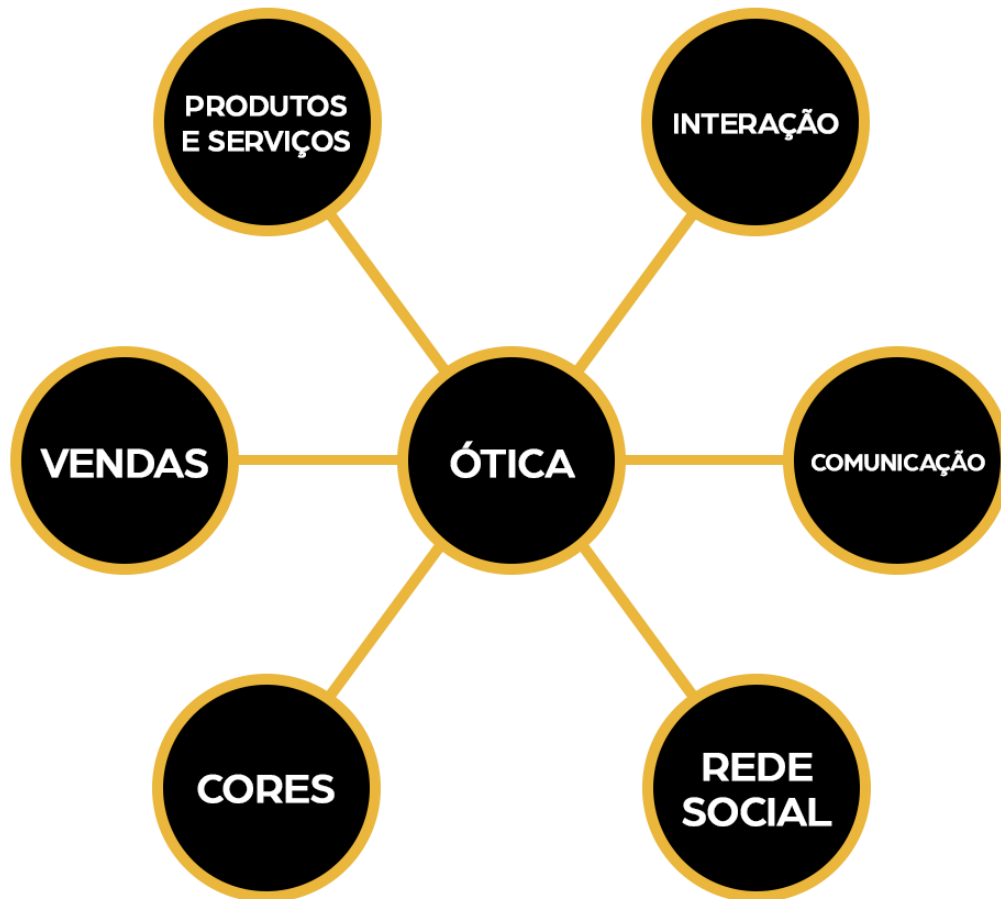 PRODUTOS
E SERVIÇOS
INTERAÇÃO
VENDAS
ÓTICA
COMUNICAÇÃO
CORES
REDE
SOCIAL